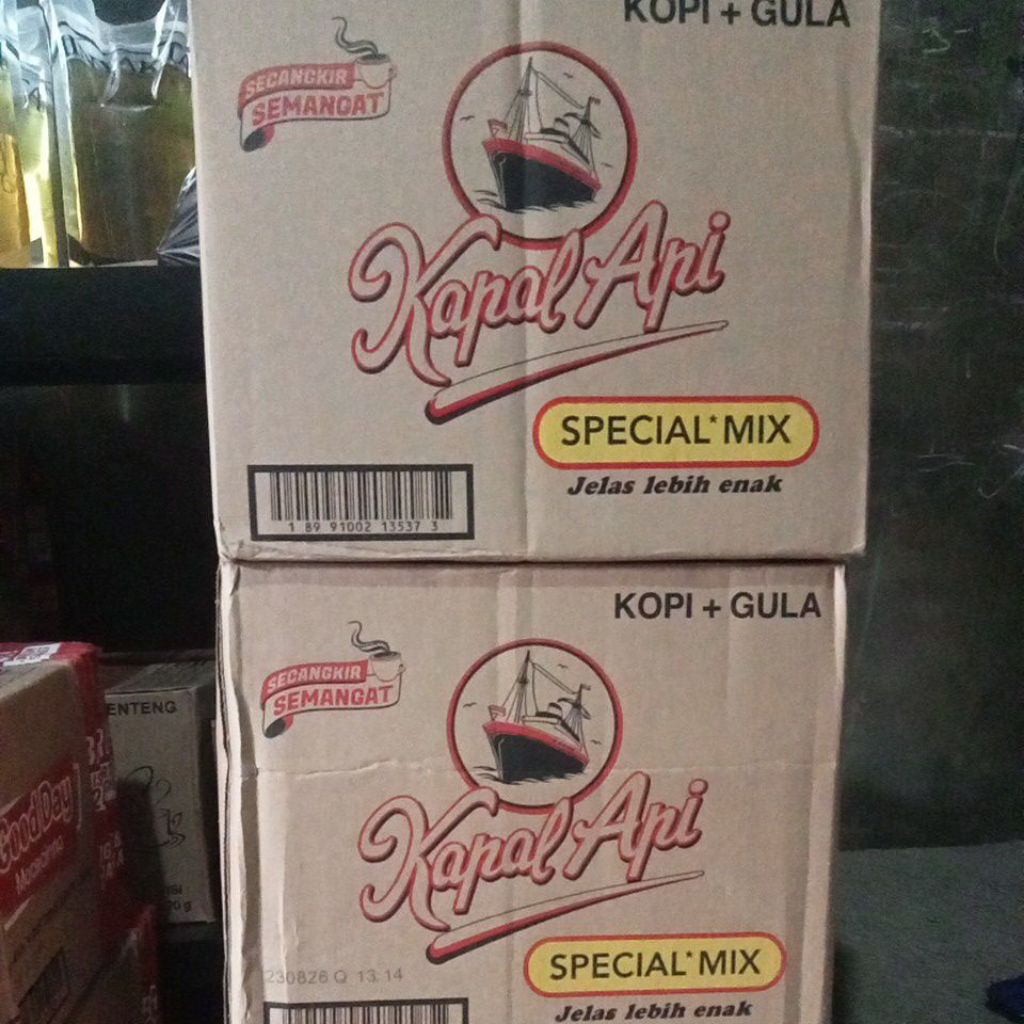 KOPI + GULA
SECANGKIR
SEMANGAT
Kapal Api
SPECIAL* MIX
Jelas lebih enak
1 89 91002 13537 3
KOPI + GULA
SECANGKIR
SEMANGAT
Kapal Api
230826 Q 13.14
SPECIAL* MIX
Jelas lebih enak
ENTENG
Good Day